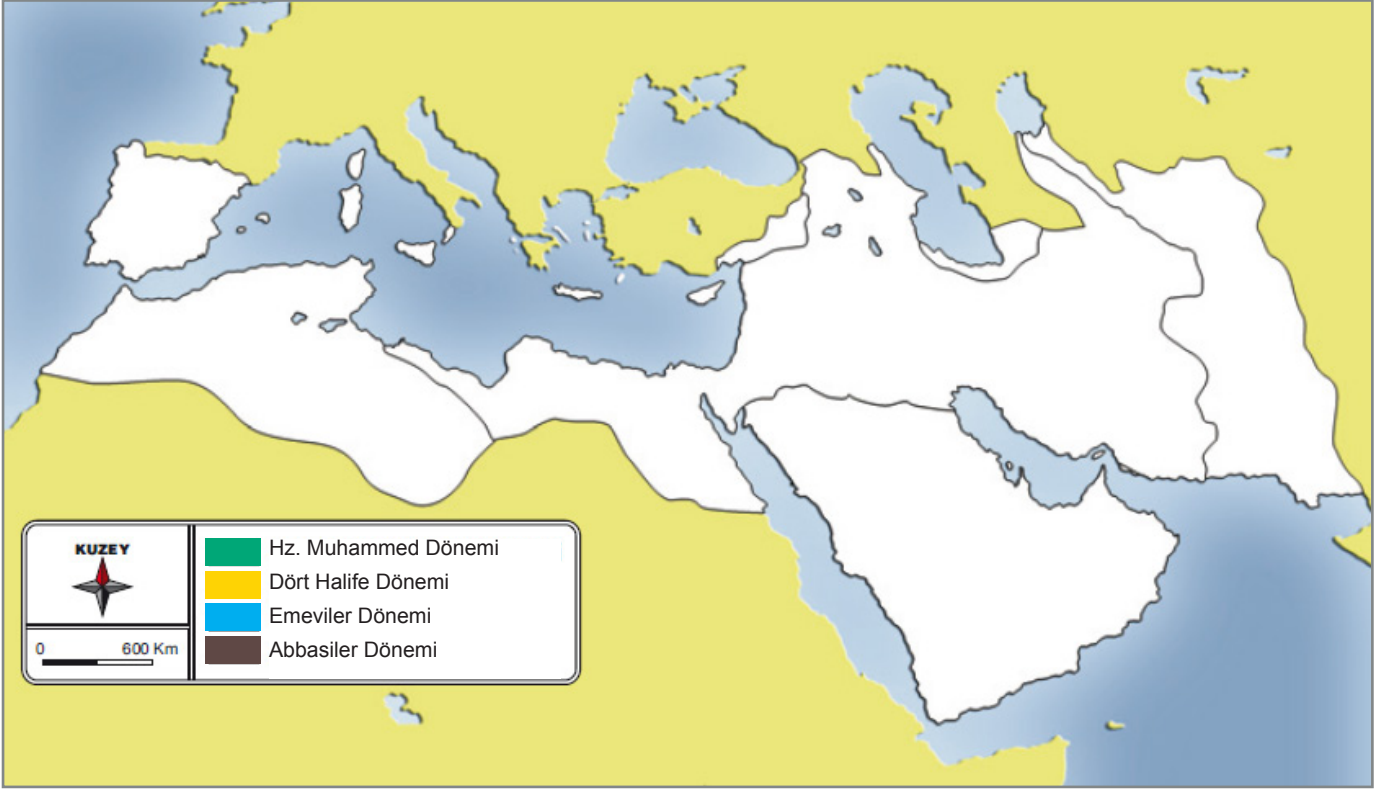 KUZEY
0 600 Km
Hz. Muhammed Dönemi
Dört Halife Dönemi
Emeviler Dönemi
Abbasiler Dönemi